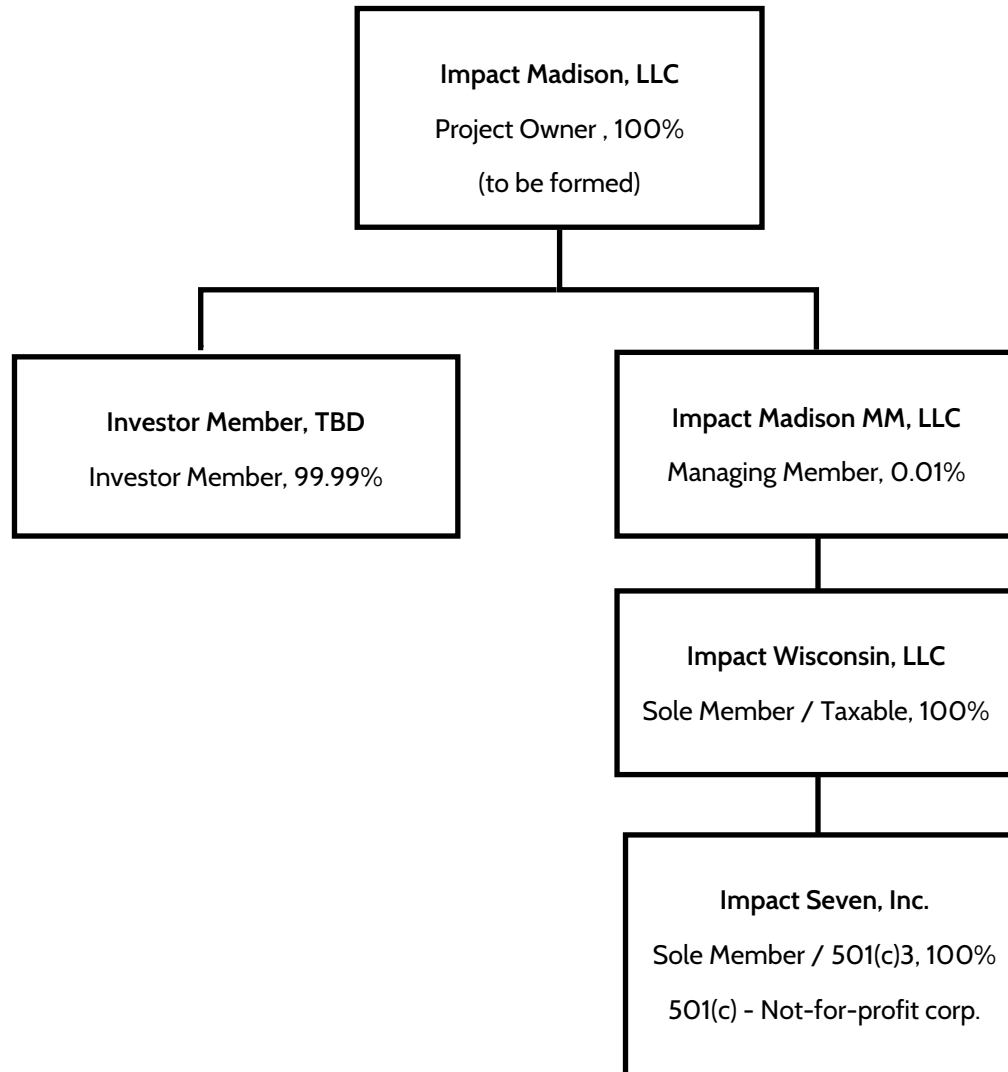 Impact Madison, LLC
Project Owner , 100%
(to be formed)
Investor Member, TBD
Investor Member, 99.99%
Impact Madison MM, LLC
Managing Member, 0.01%
Impact Wisconsin, LLC
Sole Member / Taxable, 100%
Impact Seven, Inc.
Sole Member / 501(c)3, 100%
501(c) - Not-for-profit corp.